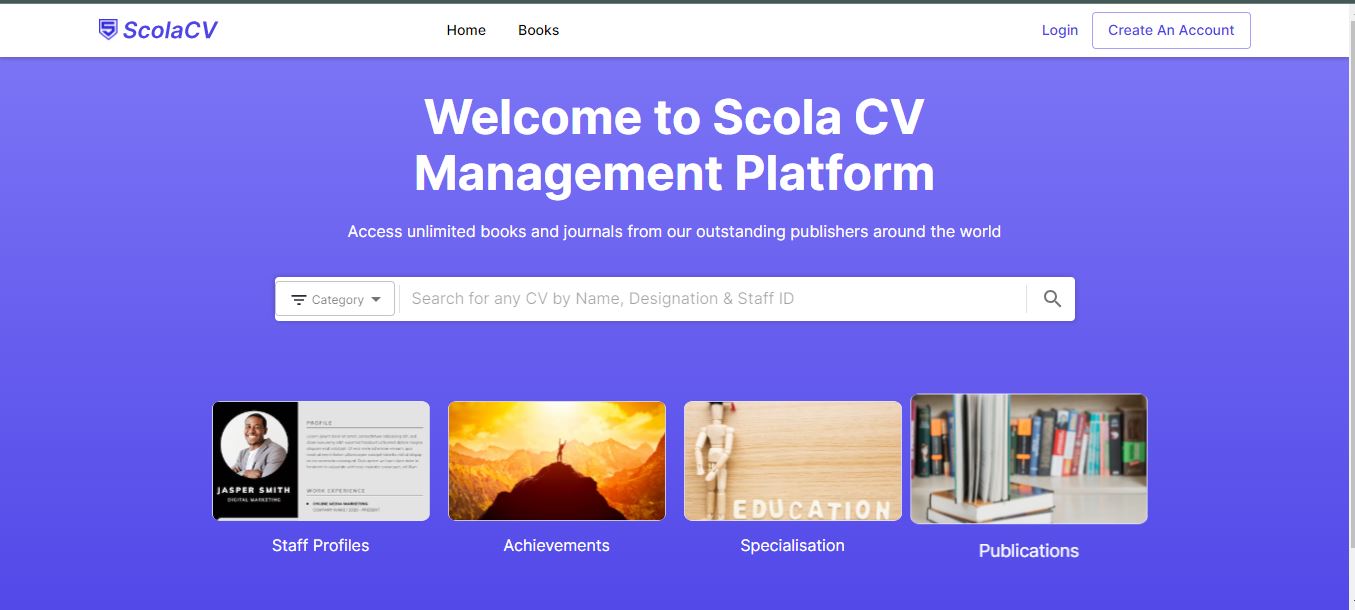 ScolaCV
Home
Books
Login
Create An Account
Welcome to Scola CV
Management Platform
Access unlimited books and journals from our outstanding publishers around the world
Category
Search for any CV by Name, Designation & Staff ID
PROFILE
JASPER SMITH
DIGITAL MARKETING
WORK EXPERIENCE
EDUCATION
Staff Profiles
Achievements
Specialisation
Publications